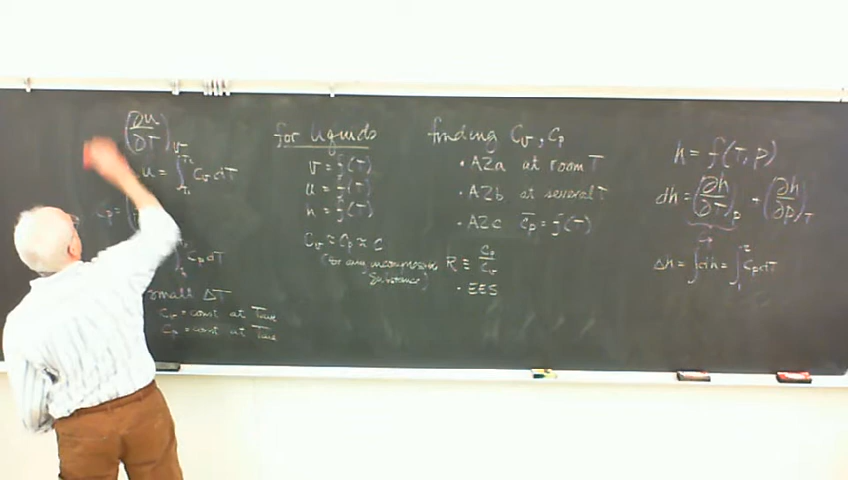 (∂u/∂T)v
u = ∫ Cv dT
Cp = (
Cp dT
small ΔT
Cv = const at Tave
Cp = const at Tave
for liquids
v = f(T)
u = f(T)
h = f(T)
Cv ≈ Cp ≈ C
(for any incompressible
substance)
finding Cv, Cp
• A2a at room T
• A2b at several T
• A2c c̄p = f(T)
R ≡ Cp/Cv
• EES
h = f(T, p)
dh = (∂h/∂T)p + (∂h/∂p)T
Cp
Δh = ∫dh = ∫ Cp dT